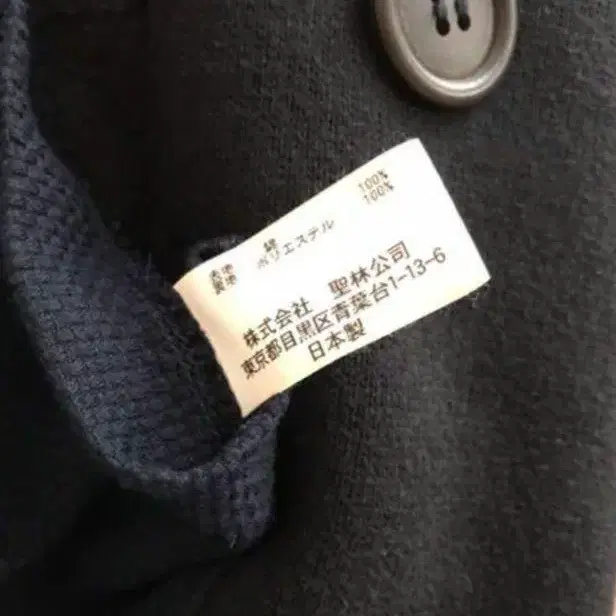 表地 綿 100%
裏地 ポリエステル 100%
株式会社 聖林公司
東京都目黒区青葉台1-13-6
日本製